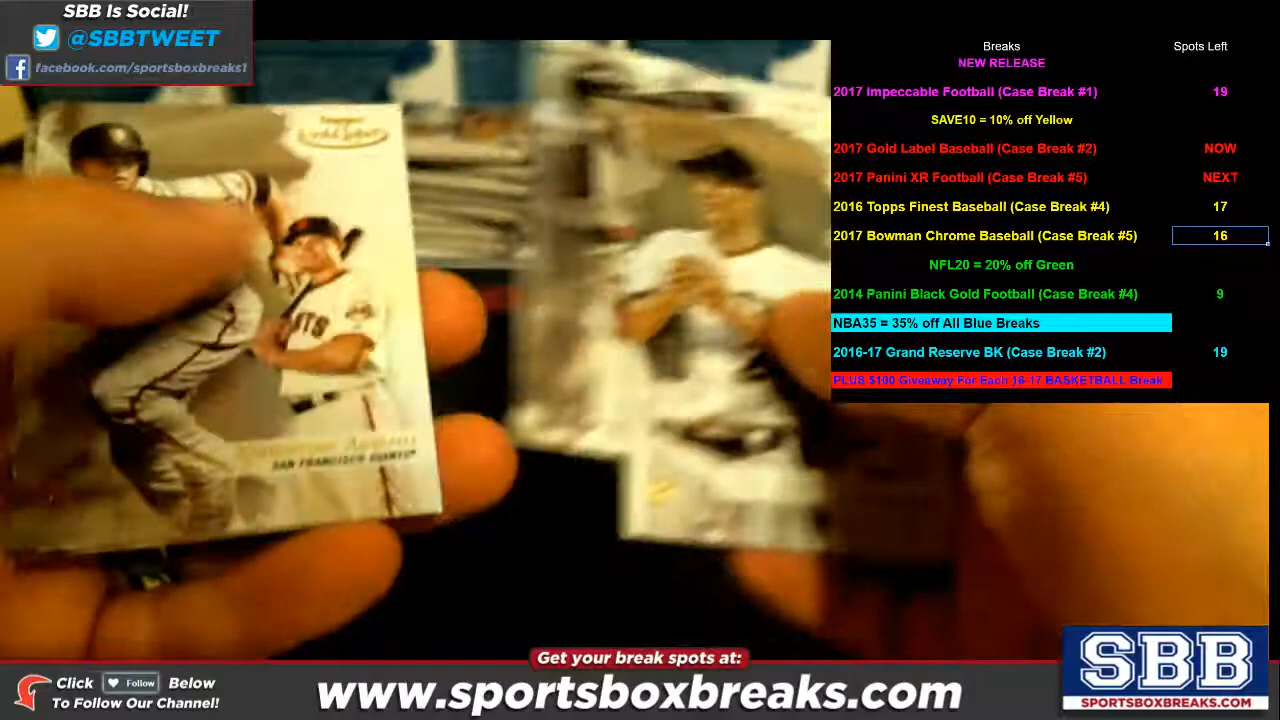 SBB Is Social!
@SBBTWEET
facebook.com/sportsboxbreaks1
Breaks Spots Left
NEW RELEASE
2017 Impeccable Football (Case Break #1) 19
SAVE10 = 10% off Yellow
2017 Gold Label Baseball (Case Break #2) NOW
2017 Panini XR Football (Case Break #5) NEXT
2016 Topps Finest Baseball (Case Break #4) 17
2017 Bowman Chrome Baseball (Case Break #5) 16
NFL20 = 20% off Green
2014 Panini Black Gold Football (Case Break #4) 9
NBA35 = 35% off All Blue Breaks
2016-17 Grand Reserve BK (Case Break #2) 19
PLUS $100 Giveaway For Each 16-17 BASKETBALL Break
SAN FRANCISCO GIANTS
Get your break spots at:
www.sportsboxbreaks.com
Click Follow Below
To Follow Our Channel!
SBB
SPORTSBOXBREAKS.COM